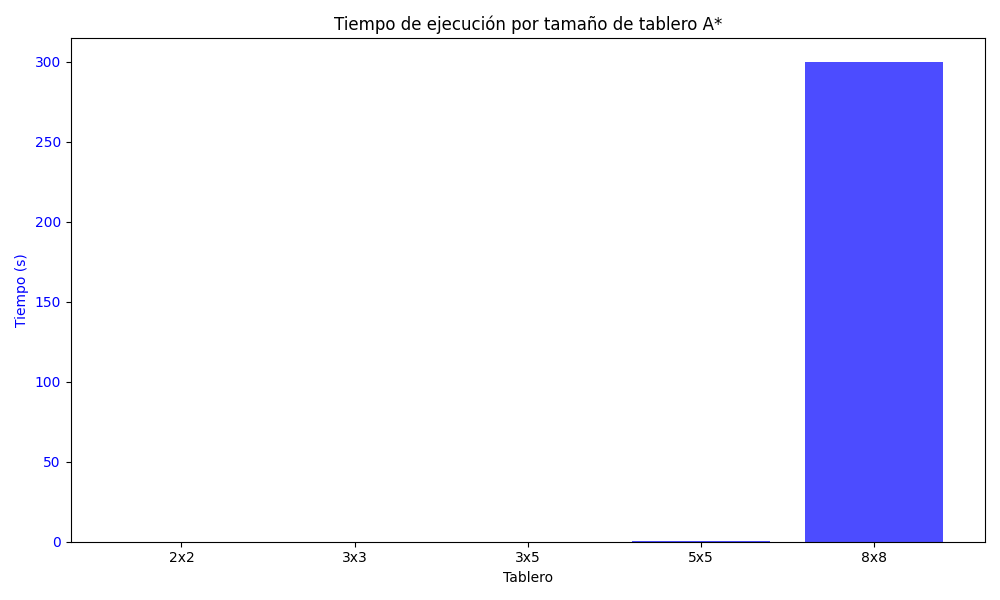 Tiempo de ejecución por tamaño de tablero A*
Tiempo (s)
300
250
200
150
100
50
0
2x2 3x3 3x5 5x5 8x8
Tablero